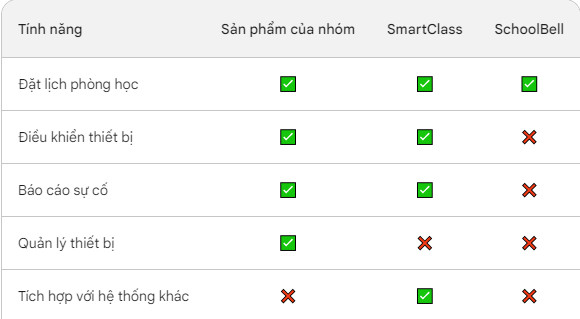 Tính năng Sản phẩm của nhóm SmartClass SchoolBell
Đặt lịch phòng học ✅ ✅ ✅
Điều khiển thiết bị ✅ ✅ ❌
Báo cáo sự cố ✅ ✅ ❌
Quản lý thiết bị ✅ ❌ ❌
Tích hợp với hệ thống khác ❌ ✅ ❌